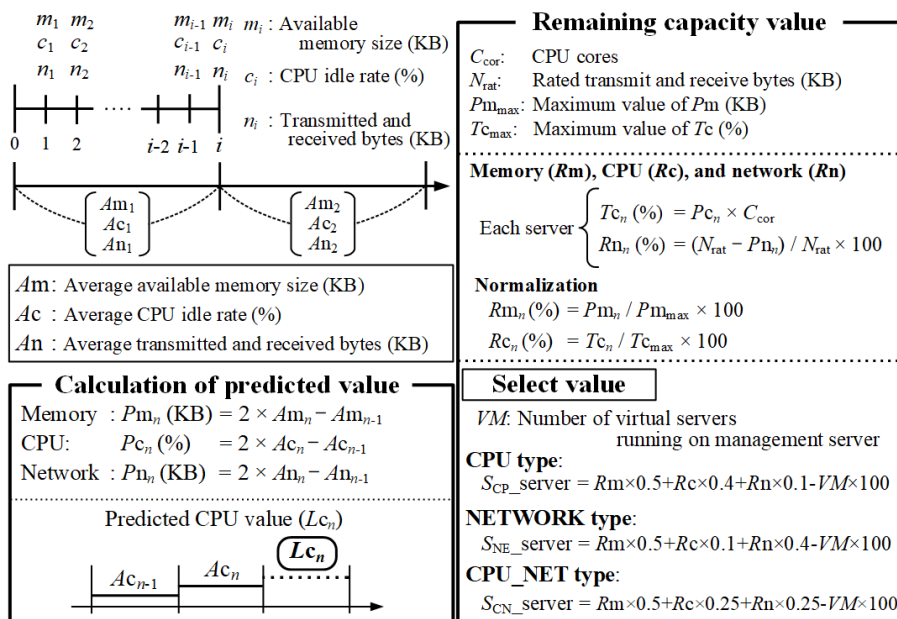 m1 m2 mi-1 mi mi : Available
memory size (KB)
c1 c2 ci-1 ci
ci : CPU idle rate (%)
n1 n2 ni-1 ni
ni : Transmitted and
received bytes (KB)
0 1 2 i-2 i-1 i
Am1 Am2
Ac1 Ac2
An1 An2
Am: Average available memory size (KB)
Ac : Average CPU idle rate (%)
An : Average transmitted and received bytes (KB)
Calculation of predicted value
Memory : Pmn (KB) = 2 × Amn − Amn-1
CPU: Pcn (%) = 2 × Acn − Acn-1
Network : Pnn (KB) = 2 × Ann − Ann-1
Predicted CPU value (Lcn)
Lcn
Acn-1 Acn
Remaining capacity value
Ccor: CPU cores
Nrat: Rated transmit and receive bytes (KB)
Pmmax: Maximum value of Pm (KB)
Tcmax: Maximum value of Tc (%)
Memory (Rm), CPU (Rc), and network (Rn)
Each server
Tcn (%) = Pcn × Ccor
Rnn (%) = (Nrat − Pnn) / Nrat × 100
Normalization
Rmn (%) = Pmn / Pmmax × 100
Rcn (%) = Tcn / Tcmax × 100
Select value
VM: Number of virtual servers
running on management server
CPU type:
SCP_server = Rm×0.5+Rc×0.4+Rn×0.1-VM×100
NETWORK type:
SNE_server = Rm×0.5+Rc×0.1+Rn×0.4-VM×100
CPU_NET type:
SCN_server = Rm×0.5+Rc×0.25+Rn×0.25-VM×100